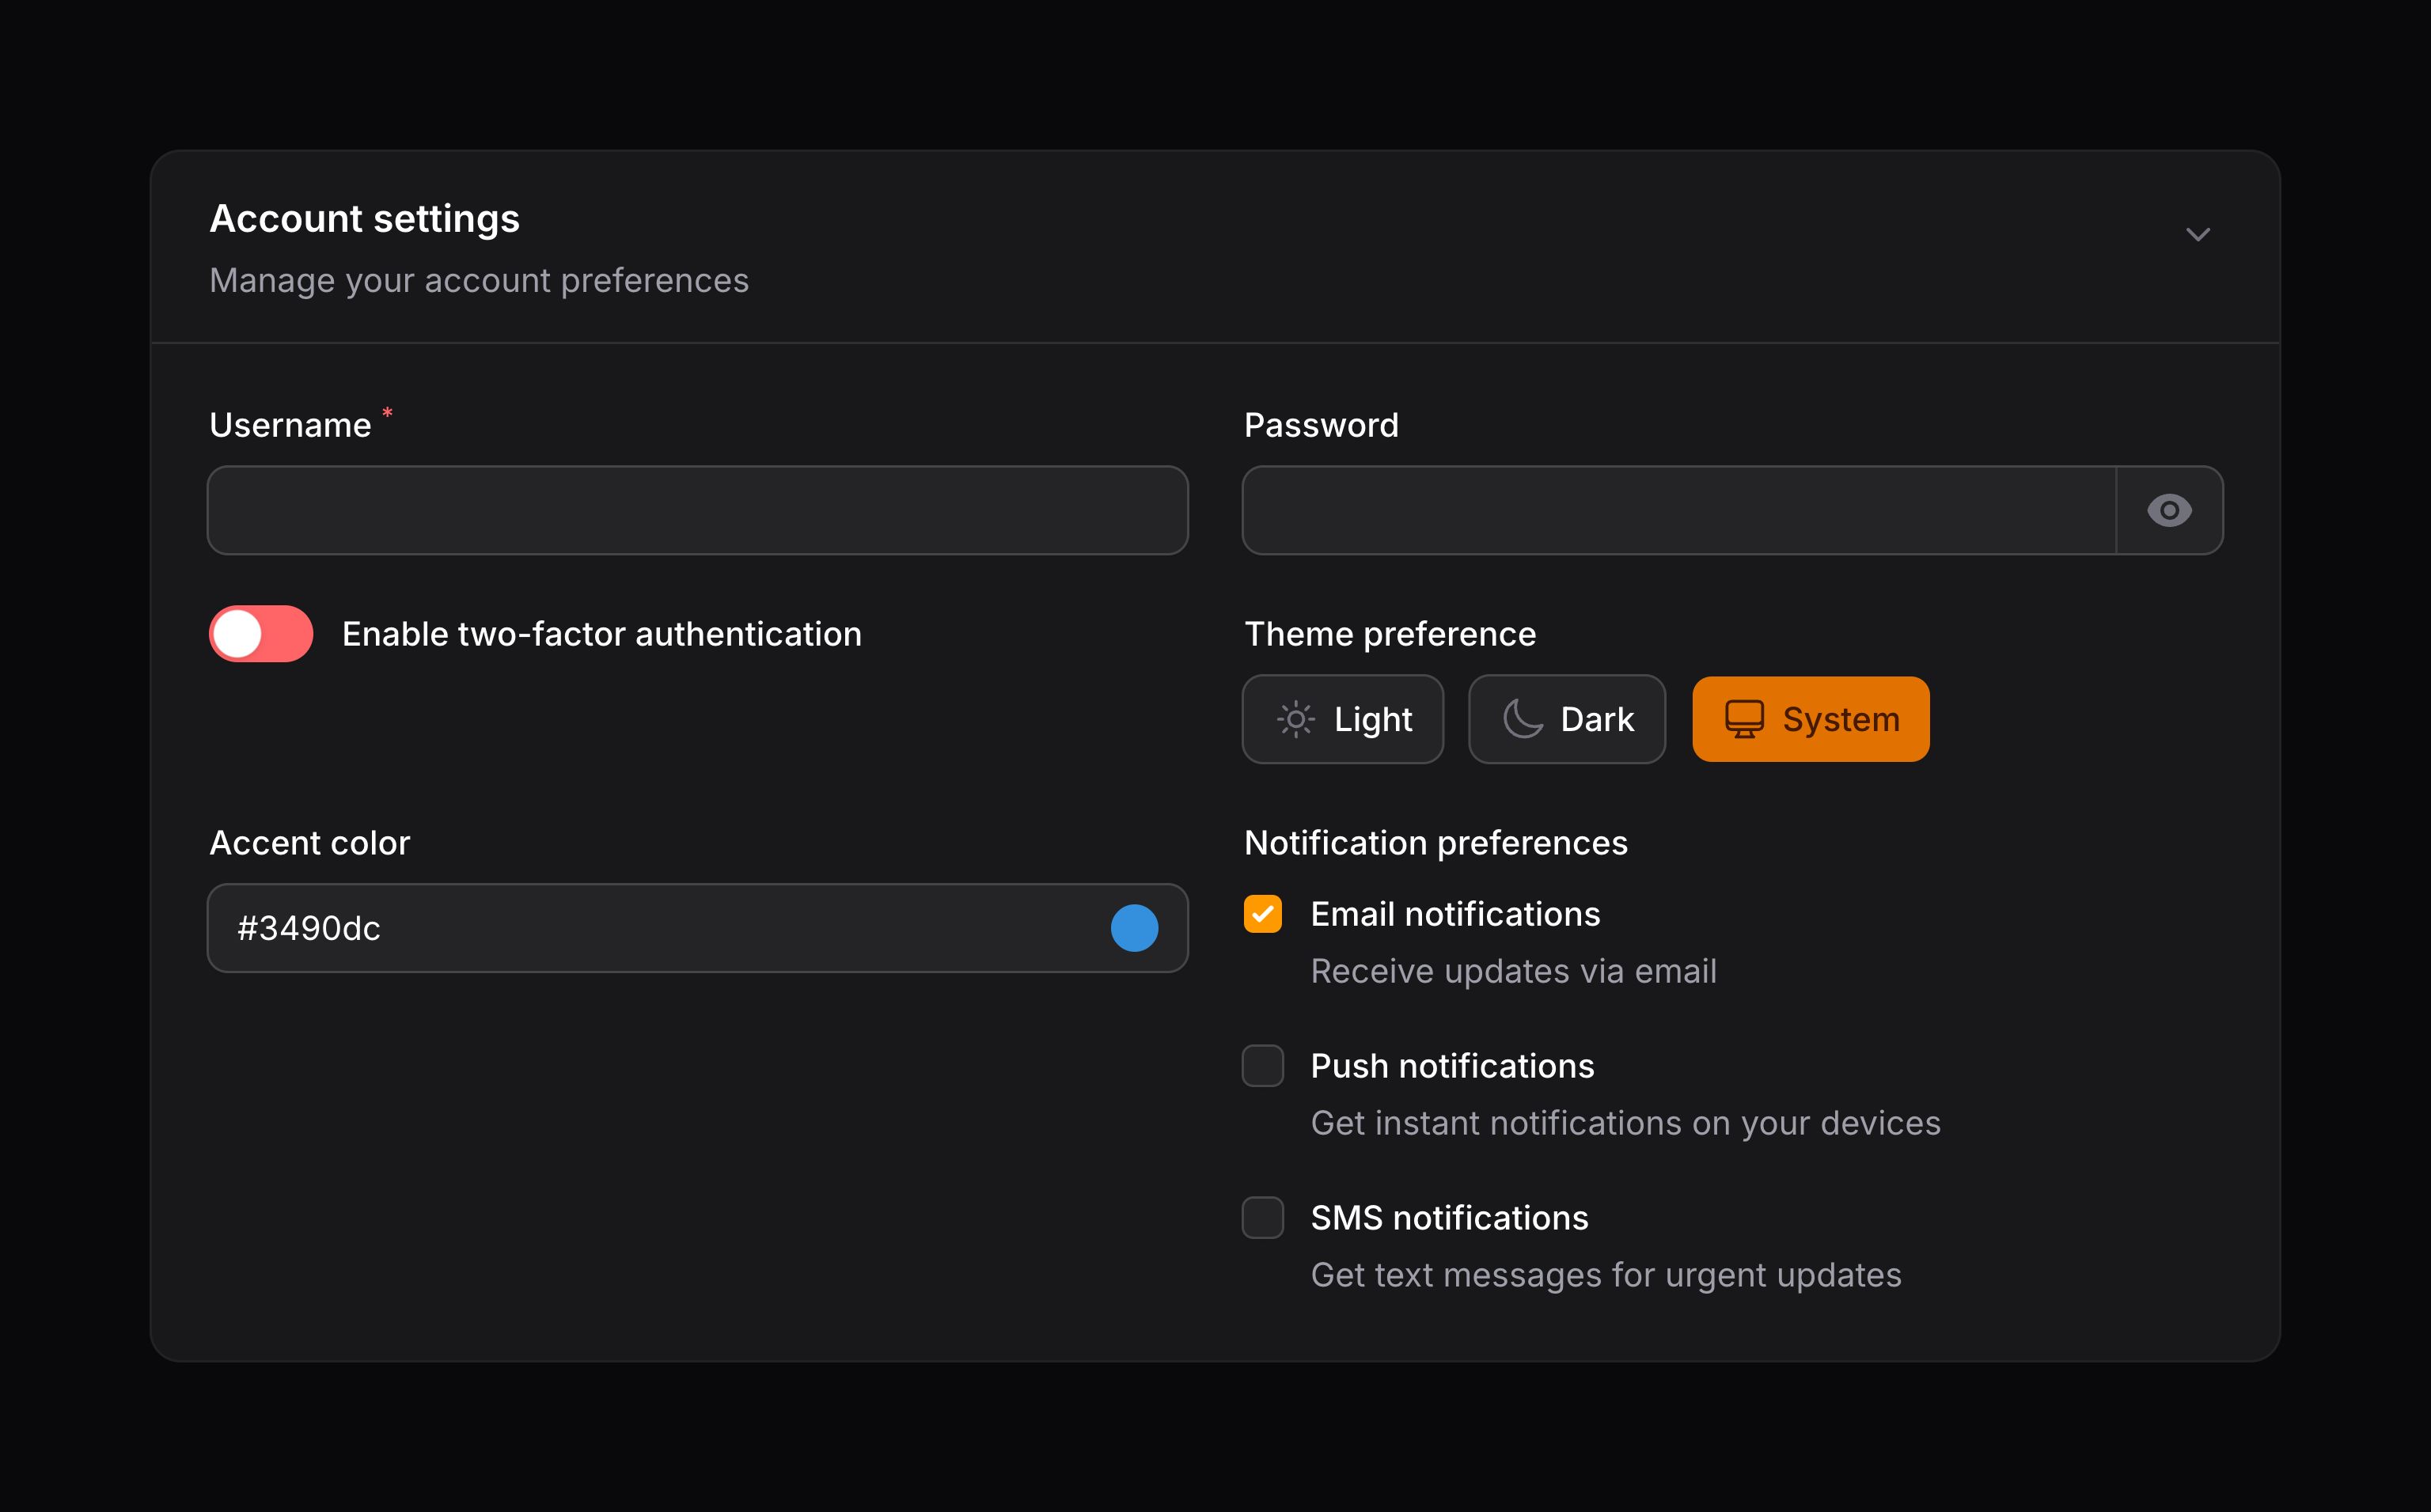 Account settings
Manage your account preferences
Username *
Password
Enable two-factor authentication
Theme preference
Light
Dark
System
Accent color
#3490dc
Notification preferences
Email notifications
Receive updates via email
Push notifications
Get instant notifications on your devices
SMS notifications
Get text messages for urgent updates